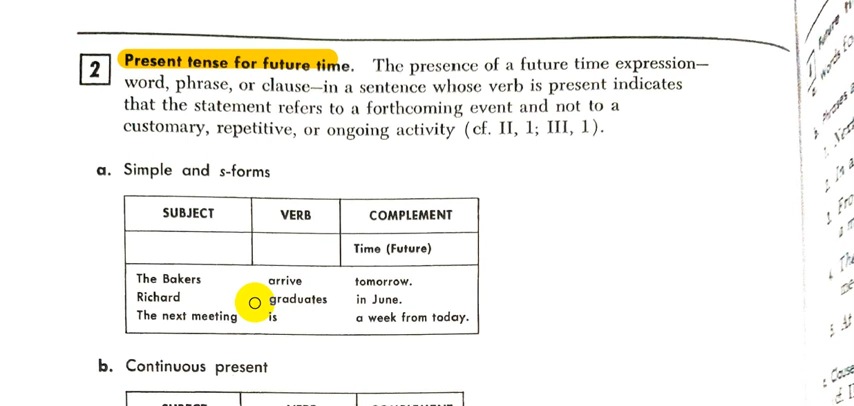 2 Present tense for future time. The presence of a future time expression—
word, phrase, or clause—in a sentence whose verb is present indicates
that the statement refers to a forthcoming event and not to a
customary, repetitive, or ongoing activity (cf. II, 1; III, 1).
a. Simple and s-forms
SUBJECT VERB COMPLEMENT
Time (Future)
The Bakers arrive tomorrow.
Richard graduates in June.
The next meeting is a week from today.
b. Continuous present